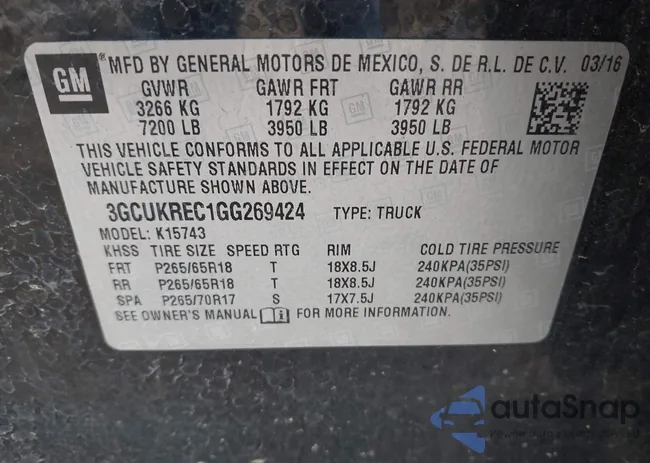 GM
MFD BY GENERAL MOTORS DE MEXICO, S. DE R.L. DE C.V. 03/16
GVWR GAWR FRT GAWR RR
3266 KG 1792 KG 1792 KG
7200 LB 3950 LB 3950 LB
THIS VEHICLE CONFORMS TO ALL APPLICABLE U.S. FEDERAL MOTOR
VEHICLE SAFETY STANDARDS IN EFFECT ON THE DATE OF
MANUFACTURE SHOWN ABOVE.
3GCUKREC1GG269424 TYPE: TRUCK
MODEL: K15743
KHSS TIRE SIZE SPEED RTG RIM COLD TIRE PRESSURE
FRT P265/65R18 T 18X8.5J 240KPA(35PSI)
RR P265/65R18 T 18X8.5J 240KPA(35PSI)
SPA P265/70R17 S 17X7.5J 240KPA(35PSI)
SEE OWNER'S MANUAL FOR MORE INFORMATION.
autoSnap